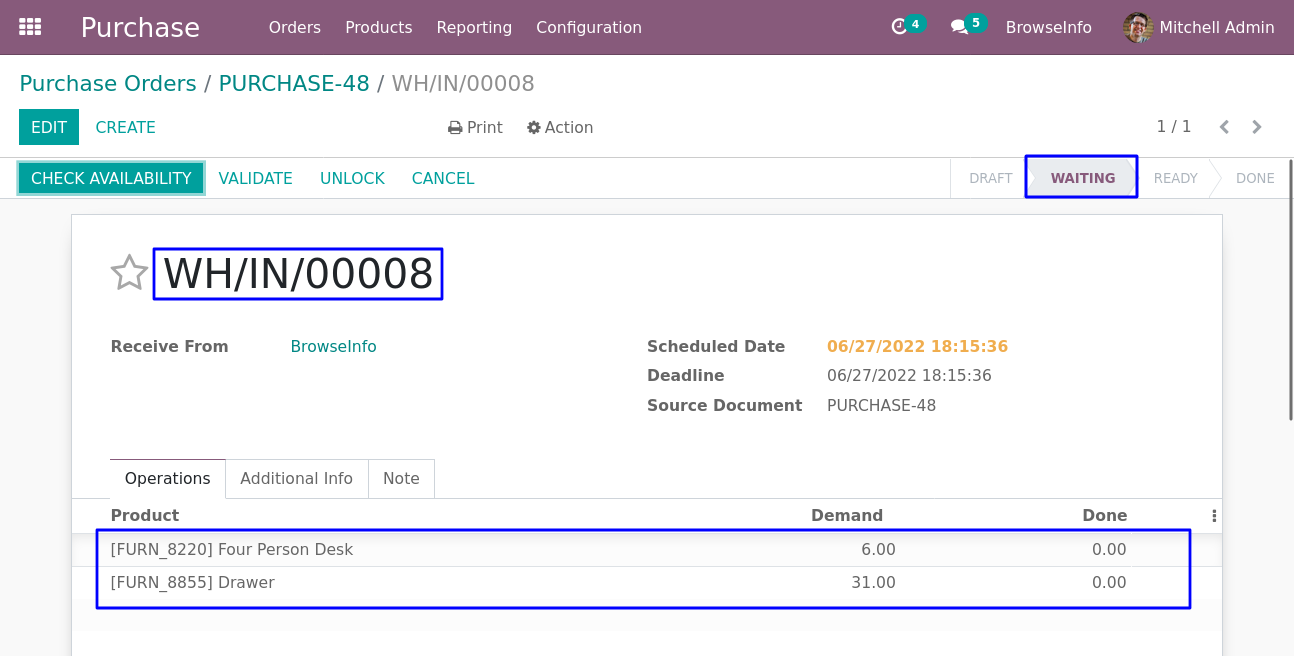 Purchase Orders Products Reporting Configuration 4 5 BrowseInfo Mitchell Admin
Purchase Orders / PURCHASE-48 / WH/IN/00008
EDIT CREATE Print Action 1 / 1
CHECK AVAILABILITY VALIDATE UNLOCK CANCEL DRAFT WAITING READY DONE
WH/IN/00008
Receive From BrowseInfo Scheduled Date 06/27/2022 18:15:36
Deadline 06/27/2022 18:15:36
Source Document PURCHASE-48
Operations Additional Info Note
Product Demand Done
[FURN_8220] Four Person Desk 6.00 0.00
[FURN_8855] Drawer 31.00 0.00